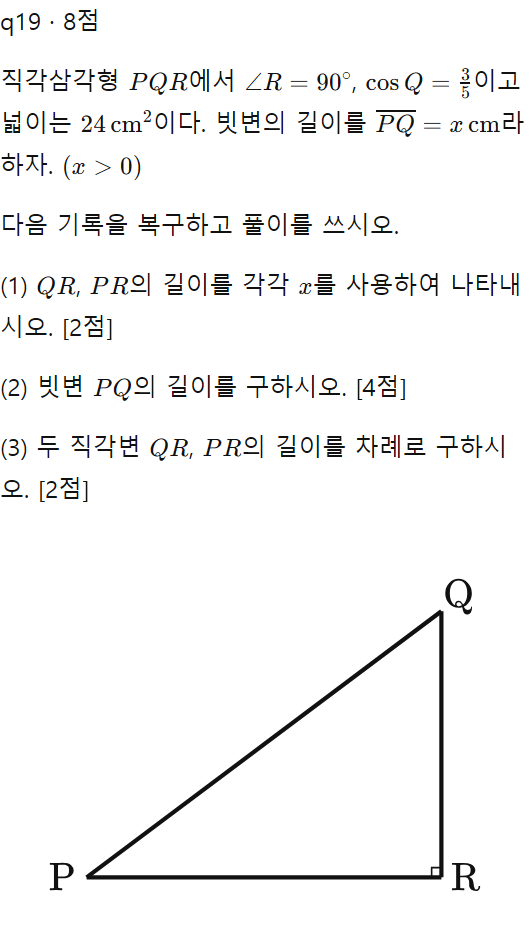 q19 · 8점
직각삼각형 PQR에서 ∠R = 90°, cos Q = 3/5이고
넓이는 24 cm²이다. 빗변의 길이를 P̅Q̅ = x cm라
하자. (x > 0)
다음 기록을 복구하고 풀이를 쓰시오.
(1) QR, PR의 길이를 각각 x를 사용하여 나타내
시오. [2점]
(2) 빗변 PQ의 길이를 구하시오. [4점]
(3) 두 직각변 QR, PR의 길이를 차례로 구하시
오. [2점]
Q
P
R